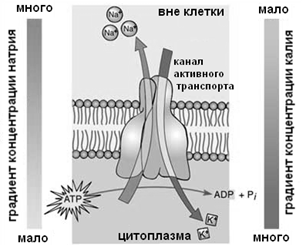 много
вне клетки
мало
Na⁺
Na⁺
Na⁺
канал
активного
транспорта
градиент концентрации натрия
градиент концентрации калия
ATP
ADP + Pi
K⁺
K⁺
мало
цитоплазма
много